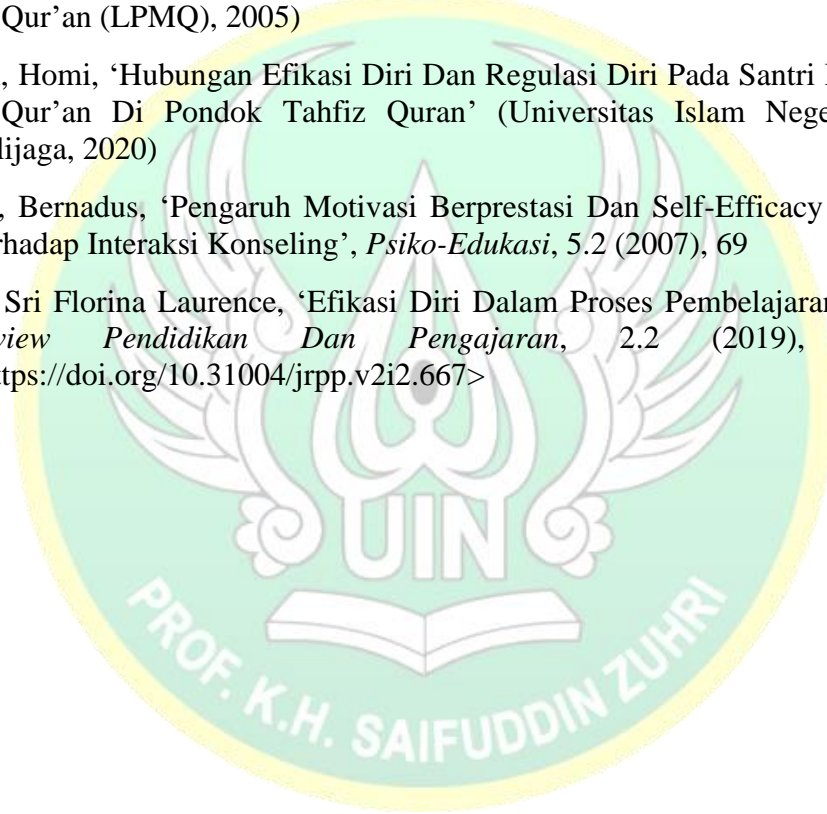 Qur’an (LPMQ), 2005)
, Homi, ‘Hubungan Efikasi Diri Dan Regulasi Diri Pada Santri
Qur’an Di Pondok Tahfiz Quran’ (Universitas Islam Nege
lijaga, 2020)
, Bernadus, ‘Pengaruh Motivasi Berprestasi Dan Self-Efficacy
rhadap Interaksi Konseling’, Psiko-Edukasi, 5.2 (2007), 69
Sri Florina Laurence, ‘Efikasi Diri Dalam Proses Pembelajaran
view Pendidikan Dan Pengajaran, 2.2 (2019),
ttps://doi.org/10.31004/jrpp.v2i2.667>
UIN
PROF. K.H. SAIFUDDIN ZUHRI